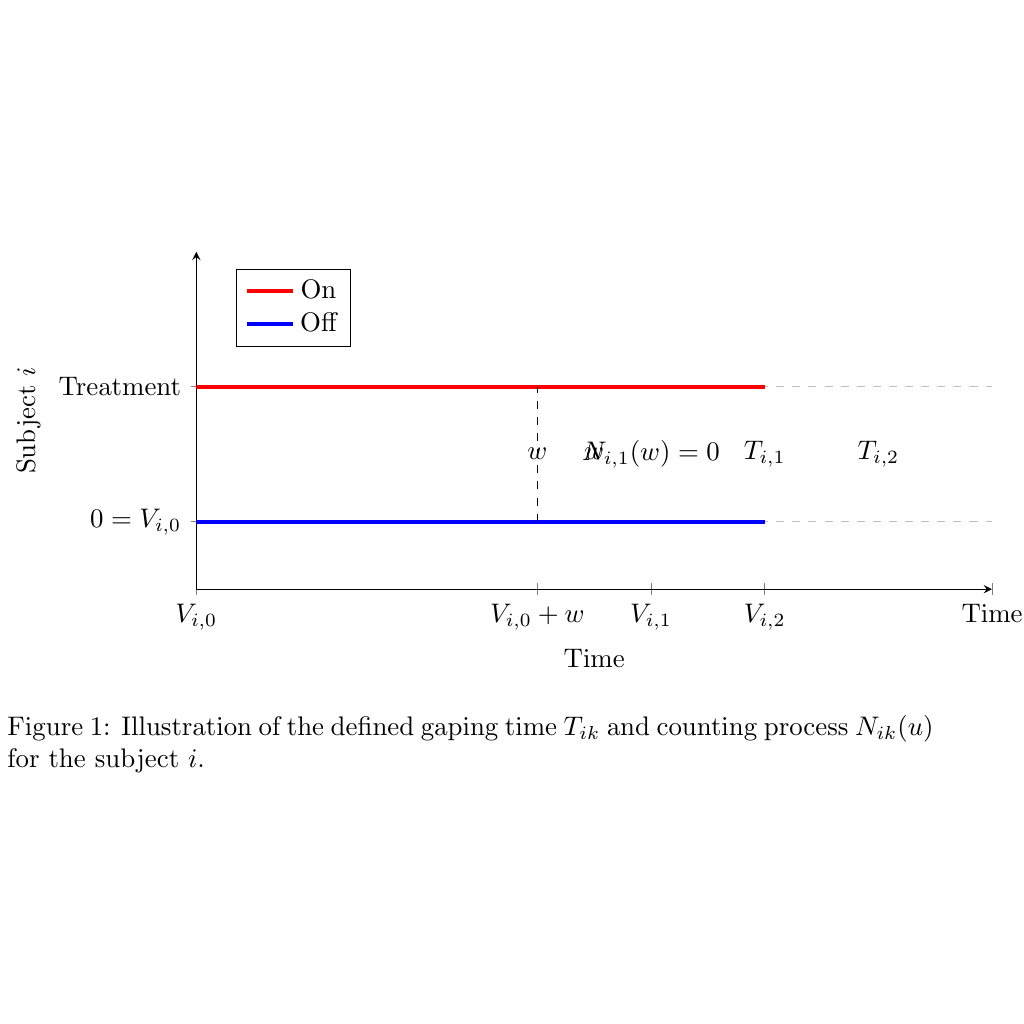 On
Off
Subject i
Treatment
w w N_{i,1}(w) = 0 T_{i,1} T_{i,2}
0 = V_{i,0}
V_{i,0} V_{i,0} + w V_{i,1} V_{i,2} Time
Time
Figure 1: Illustration of the defined gaping time T_{ik} and counting process N_{ik}(u)
for the subject i.